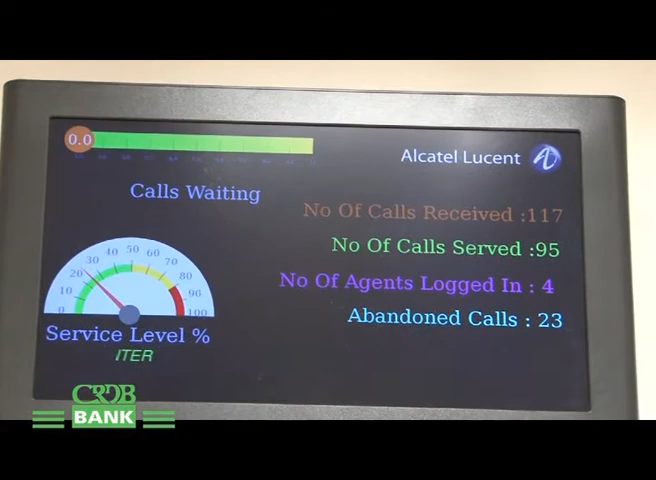 0.0
Alcatel Lucent
Calls Waiting
No Of Calls Received :117
No Of Calls Served :95
No Of Agents Logged In : 4
Abandoned Calls : 23
0 10 20 30 40 50 60 70 80 90 100
Service Level %
ITER
CRDB
BANK